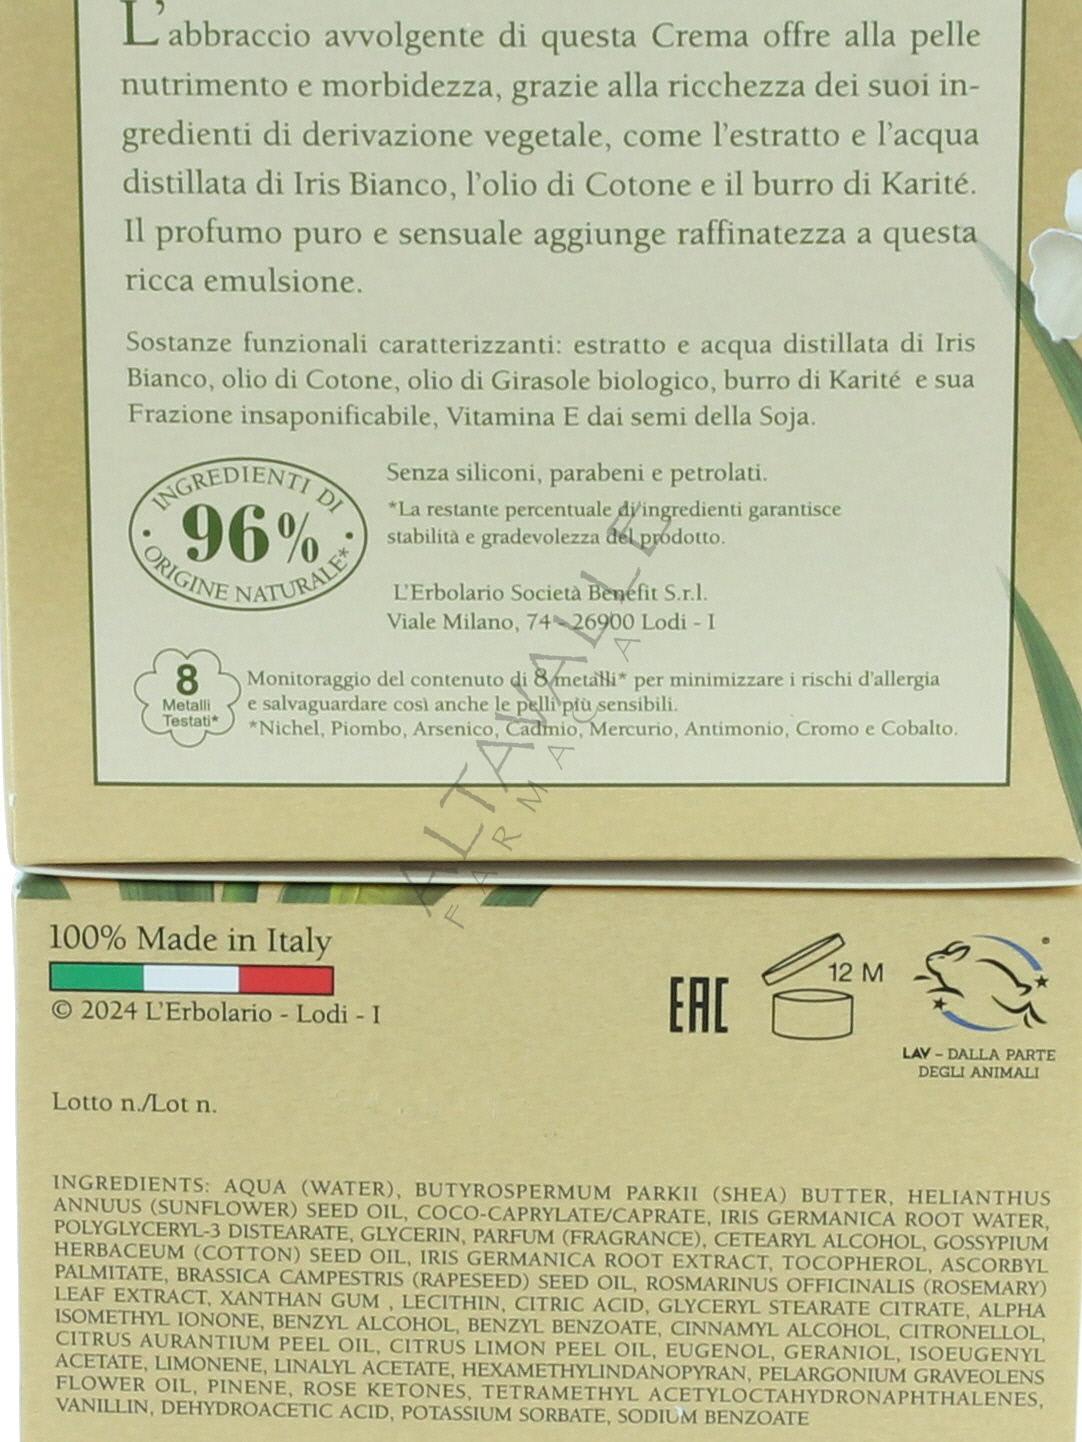 L'abbraccio avvolgente di questa Crema offre alla pelle
nutrimento e morbidezza, grazie alla ricchezza dei suoi in-
gredienti di derivazione vegetale, come l'estratto e l'acqua
distillata di Iris Bianco, l'olio di Cotone e il burro di Karité.
Il profumo puro e sensuale aggiunge raffinatezza a questa
ricca emulsione.
Sostanze funzionali caratterizzanti: estratto e acqua distillata di Iris
Bianco, olio di Cotone, olio di Girasole biologico, burro di Karité e sua
Frazione insaponificabile, Vitamina E dai semi della Soja.
INGREDIENTI DI
96%
ORIGINE NATURALE*
Senza siliconi, parabeni e petrolati.
*La restante percentuale di ingredienti garantisce
stabilità e gradevolezza del prodotto.
L'Erbolario Società Benefit S.r.l.
Viale Milano, 74 - 26900 Lodi - I
8
Metalli
Testati*
Monitoraggio del contenuto di 8 metalli* per minimizzare i rischi d'allergia
e salvaguardare così anche le pelli più sensibili.
*Nichel, Piombo, Arsenico, Cadmio, Mercurio, Antimonio, Cromo e Cobalto.
ALTAVALLE
FARMACIA
100% Made in Italy
© 2024 L'Erbolario - Lodi - I
EAC
12 M
LAV - DALLA PARTE
DEGLI ANIMALI
Lotto n./Lot n.
INGREDIENTS: AQUA (WATER), BUTYROSPERMUM PARKII (SHEA) BUTTER, HELIANTHUS
ANNUUS (SUNFLOWER) SEED OIL, COCO-CAPRYLATE/CAPRATE, IRIS GERMANICA ROOT WATER,
POLYGLYCERYL-3 DISTEARATE, GLYCERIN, PARFUM (FRAGRANCE), CETEARYL ALCOHOL, GOSSYPIUM
HERBACEUM (COTTON) SEED OIL, IRIS GERMANICA ROOT EXTRACT, TOCOPHEROL, ASCORBYL
PALMITATE, BRASSICA CAMPESTRIS (RAPESEED) SEED OIL, ROSMARINUS OFFICINALIS (ROSEMARY)
LEAF EXTRACT, XANTHAN GUM , LECITHIN, CITRIC ACID, GLYCERYL STEARATE CITRATE, ALPHA
ISOMETHYL IONONE, BENZYL ALCOHOL, BENZYL BENZOATE, CINNAMYL ALCOHOL, CITRONELLOL,
CITRUS AURANTIUM PEEL OIL, CITRUS LIMON PEEL OIL, EUGENOL, GERANIOL, ISOEUGENYL
ACETATE, LIMONENE, LINALYL ACETATE, HEXAMETHYLINDANOPYRAN, PELARGONIUM GRAVEOLENS
FLOWER OIL, PINENE, ROSE KETONES, TETRAMETHYL ACETYLOCTAHYDRONAPHTHALENES,
VANILLIN, DEHYDROACETIC ACID, POTASSIUM SORBATE, SODIUM BENZOATE